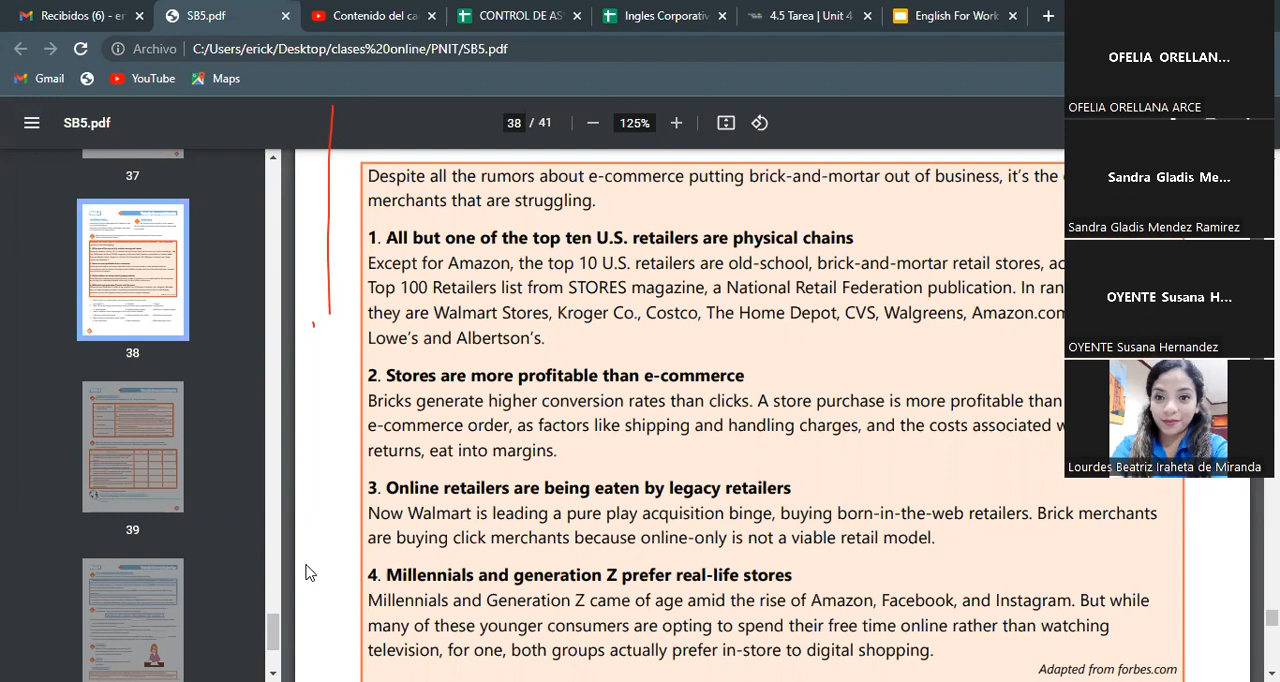 Recibidos (6) - er
SB5.pdf
Contenido del ca
CONTROL DE AS
Ingles Corporativ
4.5 Tarea | Unit 4
English For Work
Archivo
C:/Users/erick/Desktop/clases%20online/PNIT/SB5.pdf
Gmail
YouTube
Maps
SB5.pdf
38 / 41
125%
37
38
39
Despite all the rumors about e-commerce putting brick-and-mortar out of business, it's the
merchants that are struggling.
1. All but one of the top ten U.S. retailers are physical chains
Except for Amazon, the top 10 U.S. retailers are old-school, brick-and-mortar retail stores, ac
Top 100 Retailers list from STORES magazine, a National Retail Federation publication. In ran
they are Walmart Stores, Kroger Co., Costco, The Home Depot, CVS, Walgreens, Amazon.com
Lowe's and Albertson's.
2. Stores are more profitable than e-commerce
Bricks generate higher conversion rates than clicks. A store purchase is more profitable than
e-commerce order, as factors like shipping and handling charges, and the costs associated w
returns, eat into margins.
3. Online retailers are being eaten by legacy retailers
Now Walmart is leading a pure play acquisition binge, buying born-in-the-web retailers. Brick merchants
are buying click merchants because online-only is not a viable retail model.
4. Millennials and generation Z prefer real-life stores
Millennials and Generation Z came of age amid the rise of Amazon, Facebook, and Instagram. But while
many of these younger consumers are opting to spend their free time online rather than watching
television, for one, both groups actually prefer in-store to digital shopping.
Adapted from forbes.com
OFELIA ORELLAN...
OFELIA ORELLANA ARCE
Sandra Gladis Me...
Sandra Gladis Mendez Ramirez
OYENTE Susana H...
OYENTE Susana Hernandez
Lourdes Beatriz Iraheta de Miranda